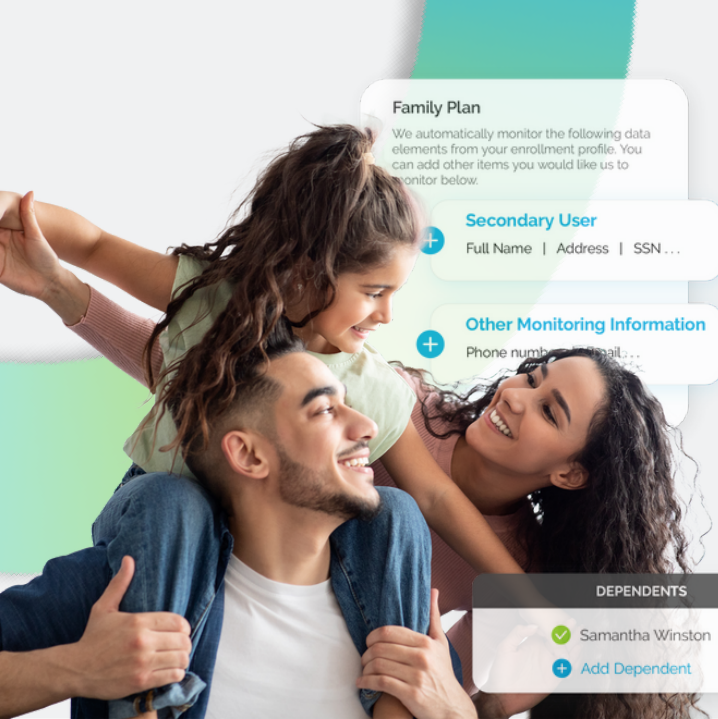 Family Plan
We automatically monitor the following data
elements from your enrollment profile. You
can add other items you would like us to
monitor below.
Secondary User
Full Name | Address | SSN ...
Other Monitoring Information
Phone
DEPENDENTS
Samantha Winston
Add Dependent